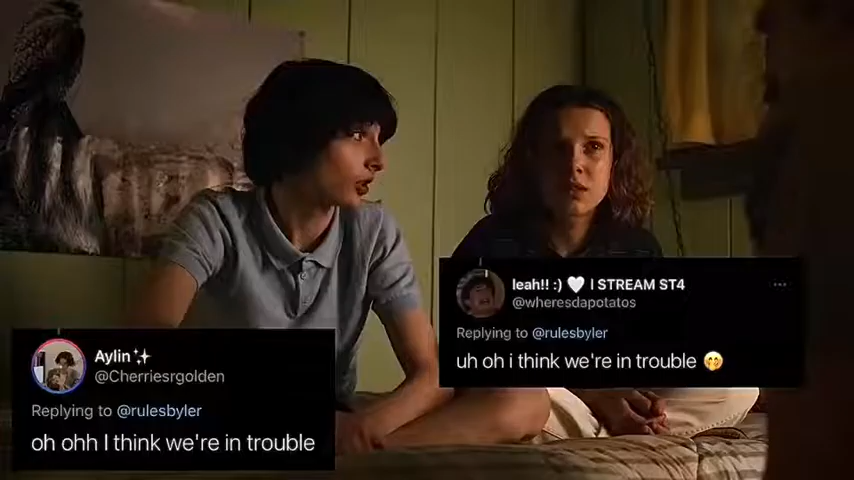 leah!! :) 🤍 I STREAM ST4
@wheresdapotatos
Replying to @rulesbyler
uh oh i think we're in trouble 🤭
Aylin✨
@Cherriesrgolden
Replying to @rulesbyler
oh ohh I think we're in trouble